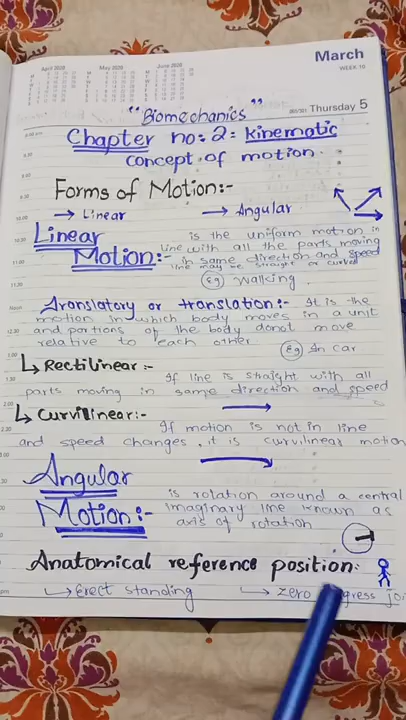 April 2020 May 2020 June 2020
March
WEEK 10
Thursday 5
"Biomechanics"
Chapter no: 2 = kinematic
concept of motion.
Forms of Motion:-
→ Linear → Angular
Linear Motion:- is the uniform motion in
line with all the parts moving
in same direction and speed
line may be straight or curved
Eg Walking.
Translatory or translation:- It is the
motion in which body moves in a unit
and portions of the body donot move
relative to each other.
Eg In car
↳ Rectilinear:-
If line is straight with all
parts moving in same direction and speed
↳ Curvilinear:-
If motion is not in line
and speed changes, it is curvilinear motion
Angular Motion:- is rotation around a central
imaginary line known as
axis of rotation
Anatomical reference position:
↳ Erect standing ↳ zero